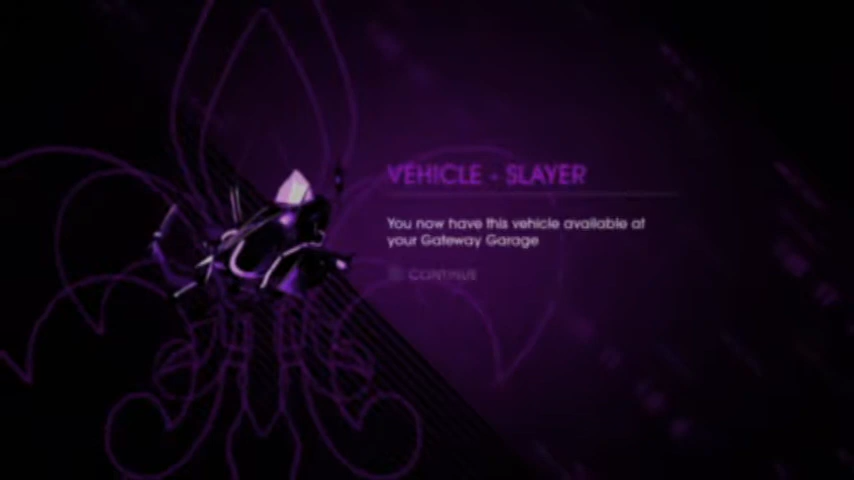 VEHICLE - SLAYER
You now have this vehicle available at
your Gateway Garage
CONTINUE